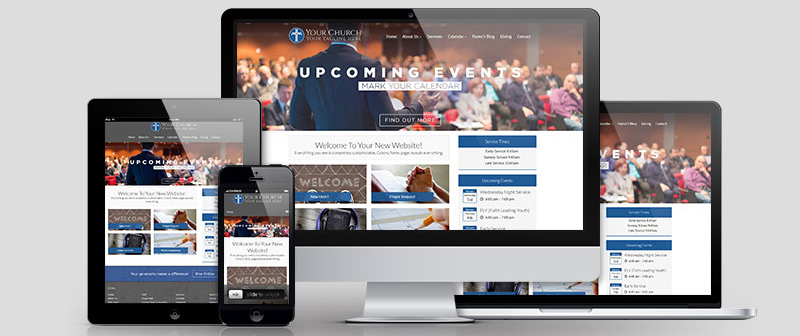 YOUR CHURCH
YOUR TAGLINE HERE
Home About Us Sermons Calendar Pastor's Blog Giving Contact
UPCOMING EVENTS
MARK YOUR CALENDAR
FIND OUT MORE
Welcome To Your New Website!
Everything you see is completely customizable. Colors, fonts, page layouts everything.
WELCOME
New Here?
Prayer Request
Service Times
Early Service 8:45am
Sunday School 9:45am
Late Service 10:45am
Upcoming Events
Wednesday Night Service
6:00 pm - 7:00 pm
FLY (Faith Leading Youth)
6:00 pm - 7:00 pm
Early Service
YOUR CHURCH
UPCOMING EVENTS
Welcome To Your New Website!
WELCOME
Your generosity makes a difference!
Give Online
YOUR CHURCH
UPCOMING EVENTS
Welcome To Your New
Website!
WELCOME
slide to unlock
Pastor's Blog Giving Contact
EVENTS
Service Times
Early Service 8:45am
Sunday School 9:45am
Late Service 10:45am
Upcoming Events
Wednesday Night Service
6:00 pm - 7:00 pm
FLY (Faith Leading Youth)
6:00 pm - 7:00 pm
Early Service